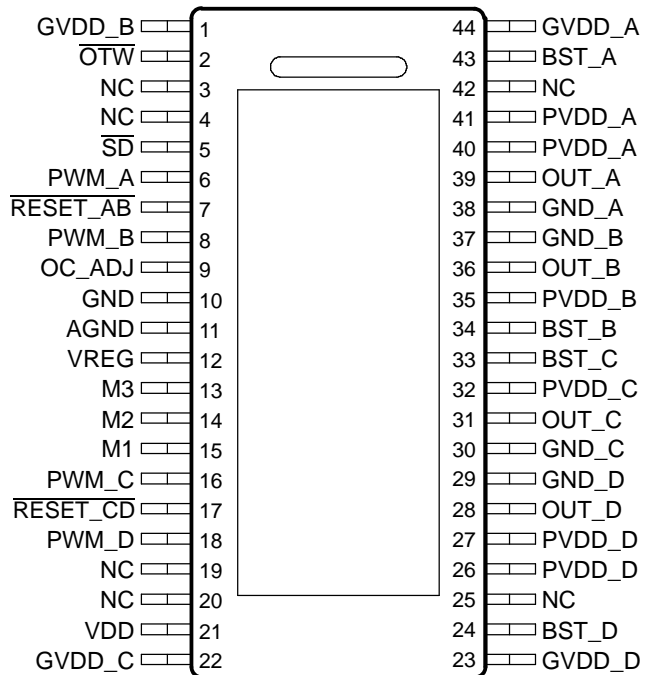 GVDD_B 1 44 GVDD_A
OTW 2 43 BST_A
NC 3 42 NC
NC 4 41 PVDD_A
SD 5 40 PVDD_A
PWM_A 6 39 OUT_A
RESET_AB 7 38 GND_A
PWM_B 8 37 GND_B
OC_ADJ 9 36 OUT_B
GND 10 35 PVDD_B
AGND 11 34 BST_B
VREG 12 33 BST_C
M3 13 32 PVDD_C
M2 14 31 OUT_C
M1 15 30 GND_C
PWM_C 16 29 GND_D
RESET_CD 17 28 OUT_D
PWM_D 18 27 PVDD_D
NC 19 26 PVDD_D
NC 20 25 NC
VDD 21 24 BST_D
GVDD_C 22 23 GVDD_D